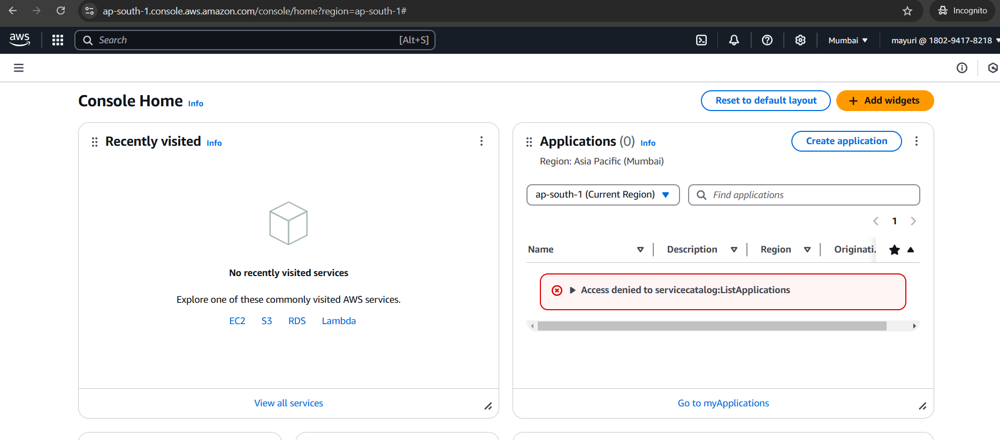 ap-south-1.console.aws.amazon.com/console/home?region=ap-south-1#
Incognito
aws
Search
[Alt+S]
Mumbai
mayuri @ 1802-9417-8218
Console Home Info
Reset to default layout
Add widgets
Recently visited Info
No recently visited services
Explore one of these commonly visited AWS services.
EC2 S3 RDS Lambda
View all services
Applications (0) Info
Create application
Region: Asia Pacific (Mumbai)
ap-south-1 (Current Region)
Find applications
1
Name Description Region Originati.
Access denied to servicecatalog:ListApplications
Go to myApplications